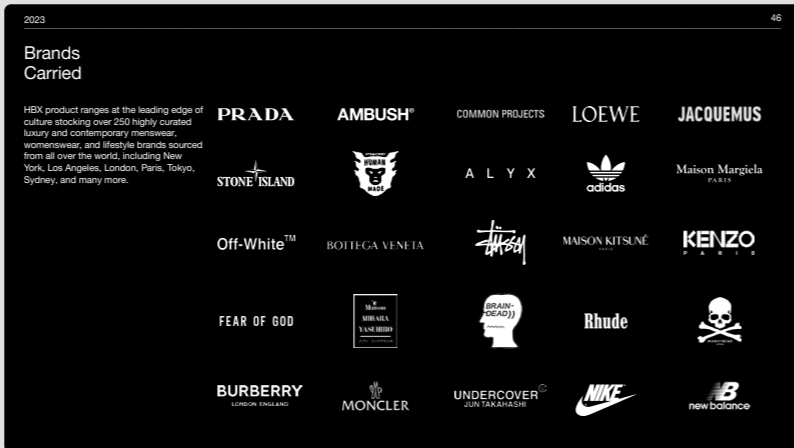 2023
46
Brands
Carried
HBX product ranges at the leading edge of
culture stocking over 250 highly curated
luxury and contemporary menswear,
womenswear, and lifestyle brands sourced
from all over the world, including New
York, Los Angeles, London, Paris, Tokyo,
Sydney, and many more.
PRADA
AMBUSH®
COMMON PROJECTS
LOEWE
JACQUEMUS
STONE ISLAND
HUMAN
MADE
ALYX
adidas
Maison Margiela
PARIS
Off-White™
BOTTEGA VENETA
Stüssy
MAISON KITSUNÉ
PARIS
KENZO
PARIS
FEAR OF GOD
Maison
MIHARA
YASUHIRO
BRAIN-
DEAD))
Rhude
BURBERRY
LONDON ENGLAND
MONCLER
UNDERCOVER
JUN TAKAHASHI
NIKE
NB
new balance